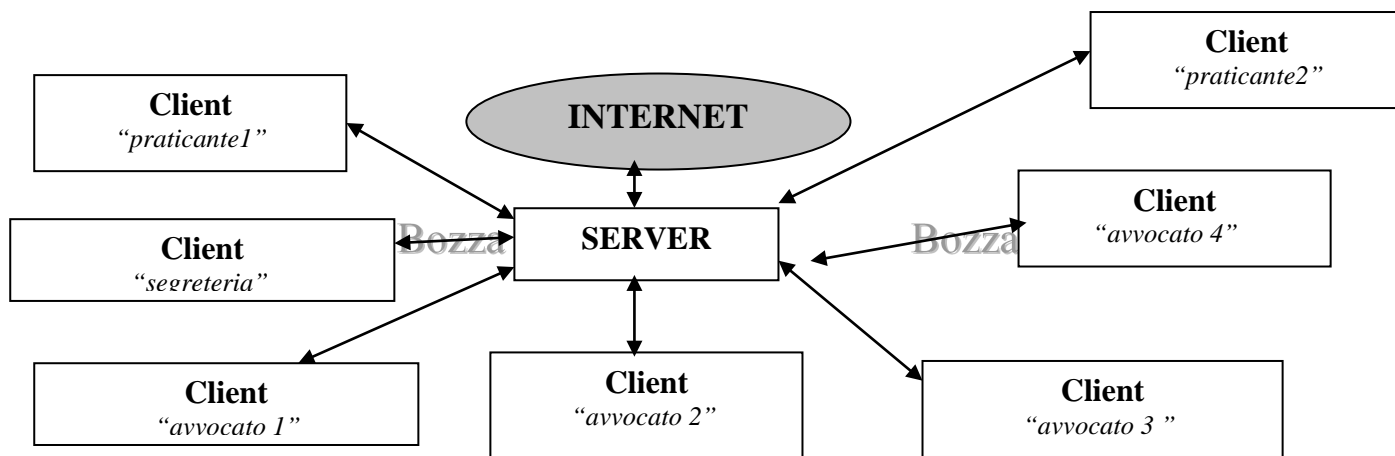 Client
“praticante2”
Client
“praticante1”
INTERNET
Client
“avvocato 4”
Bozza
SERVER
Bozza
Client
“segreteria”
Client
“avvocato 1”
Client
“avvocato 2”
Client
“avvocato 3 ”